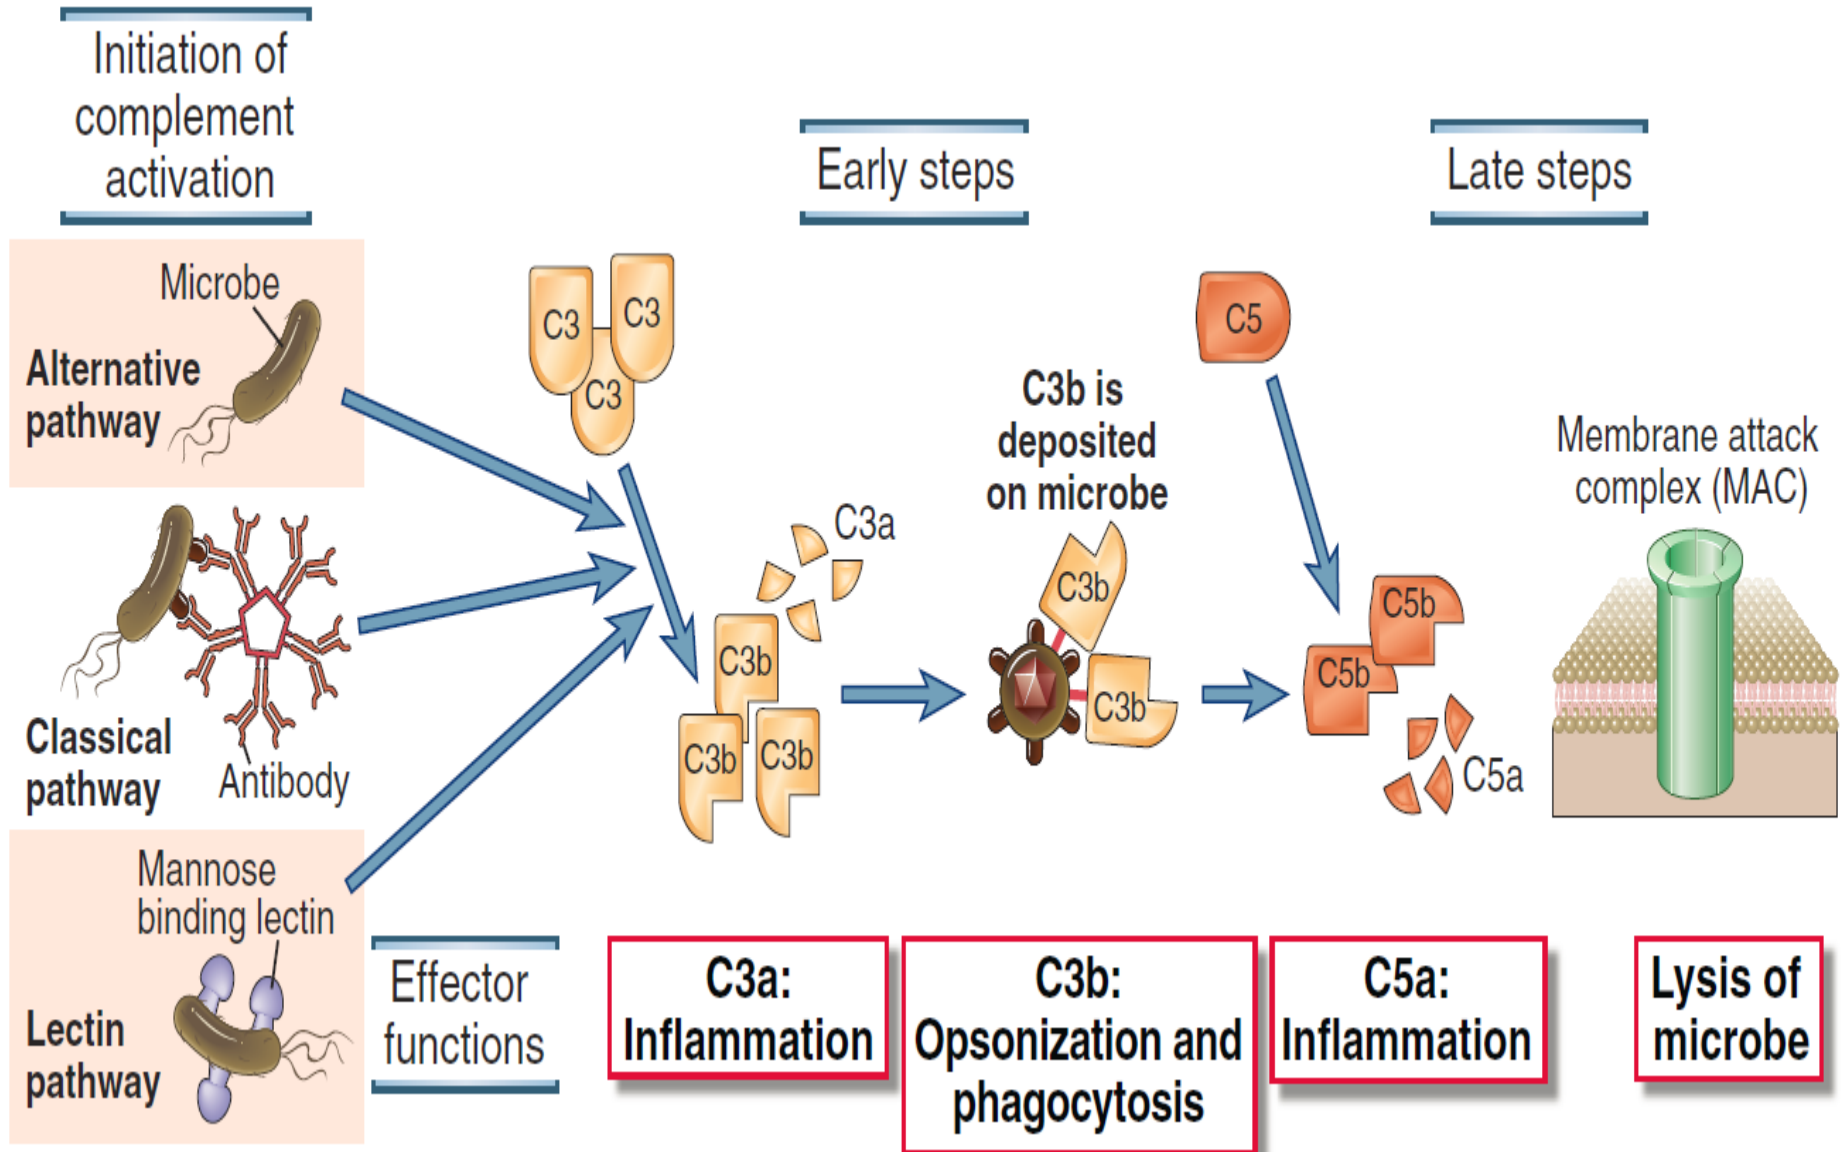 Initiation of
complement
activation
Early steps
Late steps
Microbe
Alternative
pathway
C3
C3
C3
C5
C3b is
deposited
on microbe
Membrane attack
complex (MAC)
C3a
C3b
C3b
C3b
C3b
C3b
C5b
C5b
C5a
Classical
pathway
Antibody
Mannose
binding lectin
Lectin
pathway
Effector
functions
C3a:
Inflammation
C3b:
Opsonization and
phagocytosis
C5a:
Inflammation
Lysis of
microbe